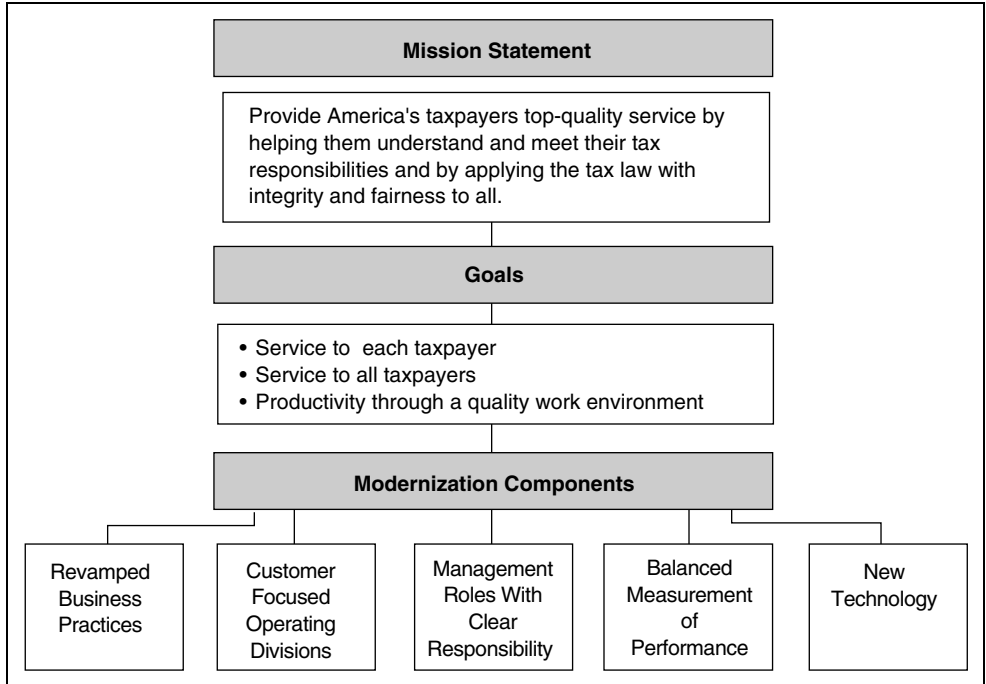 Mission Statement
Provide America's taxpayers top-quality service by
helping them understand and meet their tax
responsibilities and by applying the tax law with
integrity and fairness to all.
Goals
• Service to each taxpayer
• Service to all taxpayers
• Productivity through a quality work environment
Modernization Components
Revamped
Business
Practices
Customer
Focused
Operating
Divisions
Management
Roles With
Clear
Responsibility
Balanced
Measurement
of
Performance
New
Technology